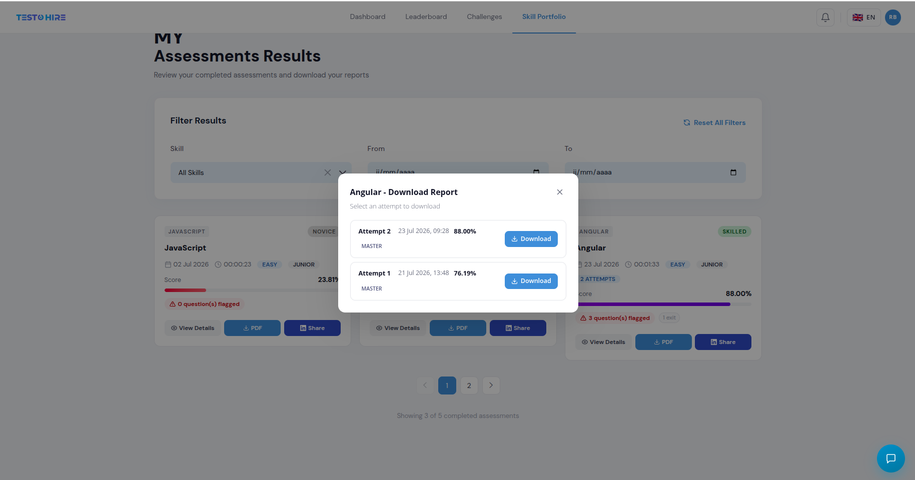 TEST HIRE
Dashboard
Leaderboard
Challenges
Skill Portfolio
EN
RB
MY
Assessments Results
Review your completed assessments and download your reports
Filter Results
Reset All Filters
Skill
From
To
All Skills
jj/mm/aaaa
jj/mm/aaaa
Angular - Download Report
Select an attempt to download
Attempt 2 23 Jul 2026, 09:28 88.00%
MASTER
Download
Attempt 1 21 Jul 2026, 13:48 76.19%
MASTER
Download
JAVASCRIPT
NOVICE
JavaScript
02 Jul 2026 00:00:23 EASY JUNIOR
Score 23.81%
0 question(s) flagged
View Details
PDF
Share
View Details
PDF
Share
ANGULAR
SKILLED
Angular
23 Jul 2026 00:01:33 EASY JUNIOR
2 ATTEMPTS
Score 88.00%
3 question(s) flagged
View Details
PDF
Share
1
2
Showing 3 of 5 completed assessments